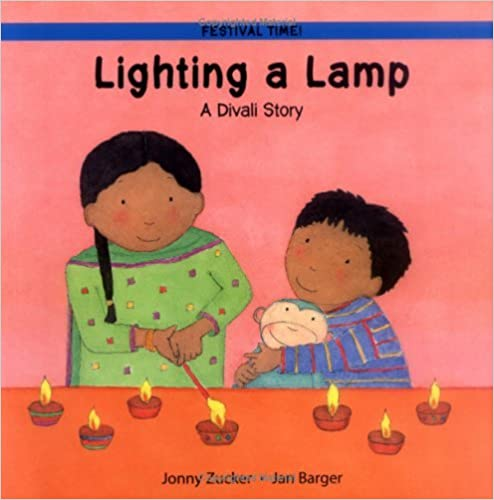 FESTIVAL TIME!
Lighting a Lamp
A Divali Story
Jonny Zucker • Jan Barger